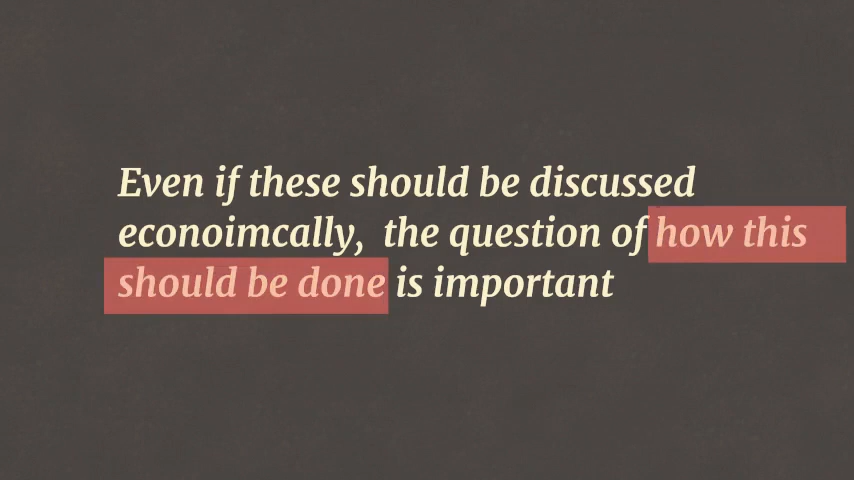 Even if these should be discussed
econoimcally,  the question of how this
should be done is important